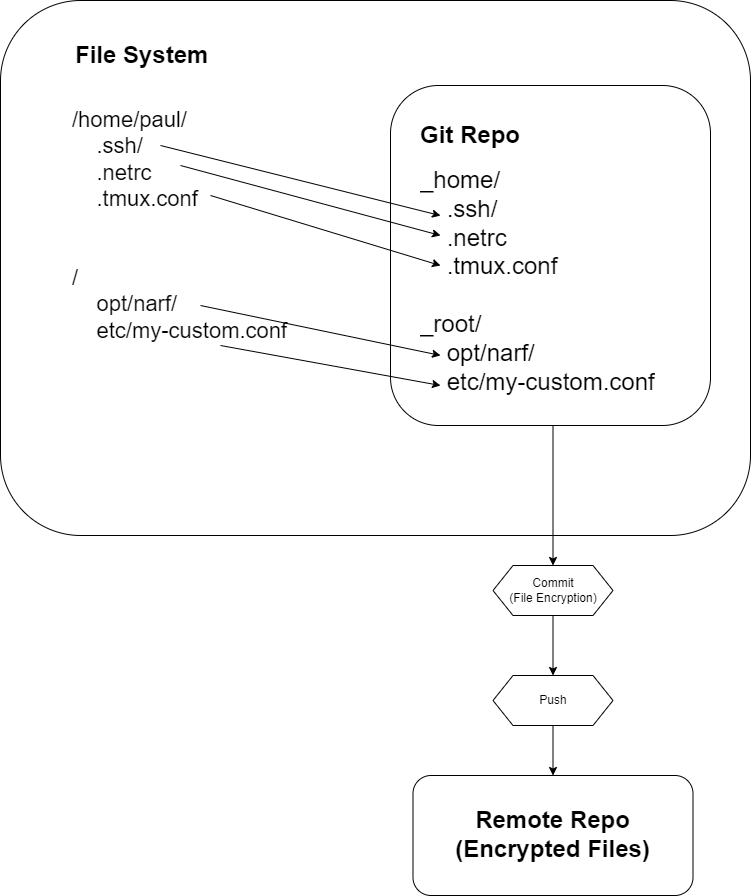 File System
/home/paul/
.ssh/
.netrc
.tmux.conf
/
opt/narf/
etc/my-custom.conf
Git Repo
_home/
.ssh/
.netrc
.tmux.conf
_root/
opt/narf/
etc/my-custom.conf
Commit
(File Encryption)
Push
Remote Repo
(Encrypted Files)